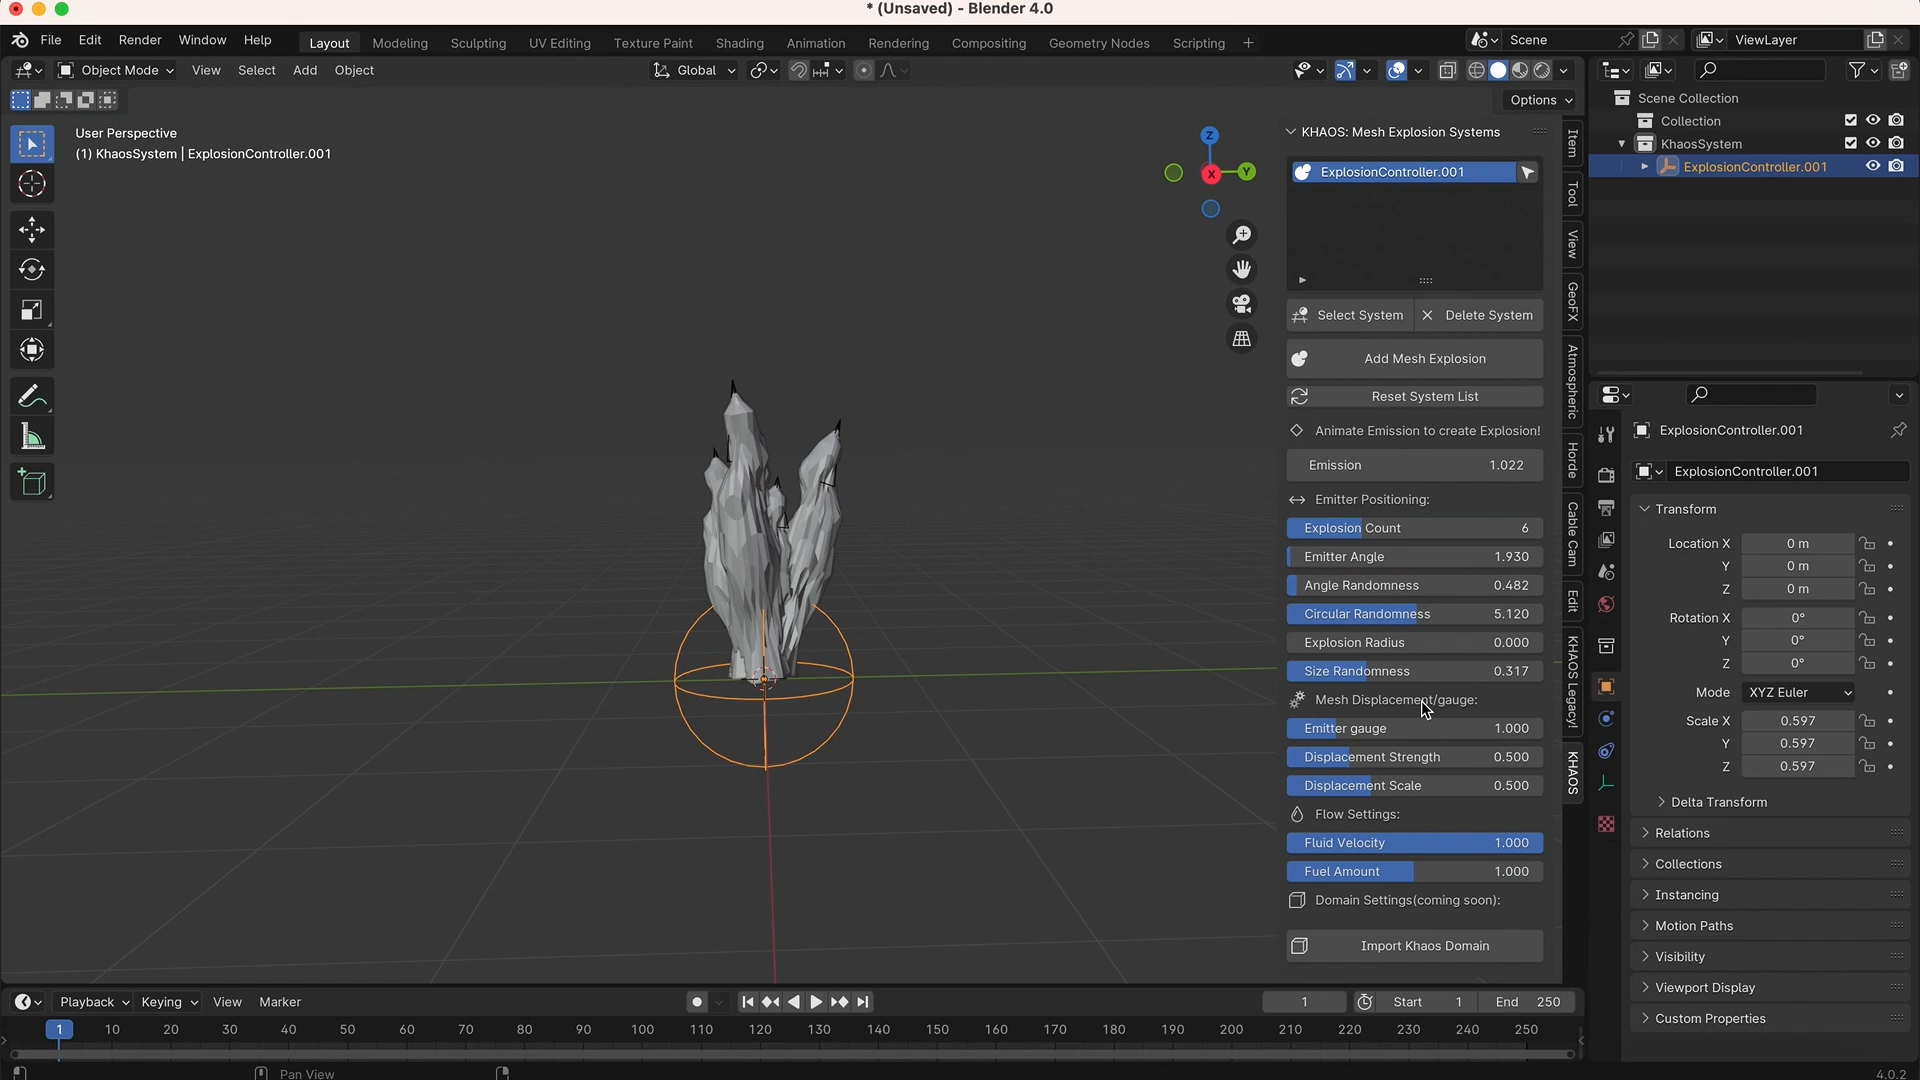 * (Unsaved) - Blender 4.0
File Edit Render Window Help Layout Modeling Sculpting UV Editing Texture Paint Shading Animation Rendering Compositing Geometry Nodes Scripting + Scene ViewLayer
Object Mode View Select Add Object Global
Options
User Perspective
(1) KhaosSystem | ExplosionController.001
Z
Y
X
KHAOS: Mesh Explosion Systems
ExplosionController.001
Select System Delete System
Add Mesh Explosion
Reset System List
Animate Emission to create Explosion!
Emission 1.022
Emitter Positioning:
Explosion Count 6
Emitter Angle 1.930
Angle Randomness 0.482
Circular Randomness 5.120
Explosion Radius 0.000
Size Randomness 0.317
Mesh Displacement/gauge:
Emitter gauge 1.000
Displacement Strength 0.500
Displacement Scale 0.500
Flow Settings:
Fluid Velocity 1.000
Fuel Amount 1.000
Domain Settings(coming soon):
Import Khaos Domain
Item
Tool
View
GeoFX
Atmospheric
Horde
Cable Cam
Edit
KHAOS Legacy!
KHAOS
Scene Collection
Collection
KhaosSystem
ExplosionController.001
ExplosionController.001
ExplosionController.001
Transform
Location X 0 m
Y 0 m
Z 0 m
Rotation X 0°
Y 0°
Z 0°
Mode XYZ Euler
Scale X 0.597
Y 0.597
Z 0.597
Delta Transform
Relations
Collections
Instancing
Motion Paths
Visibility
Viewport Display
Custom Properties
Playback Keying View Marker 1 Start 1 End 250
1 10 20 30 40 50 60 70 80 90 100 110 120 130 140 150 160 170 180 190 200 210 220 230 240 250
Pan View 4.0.2